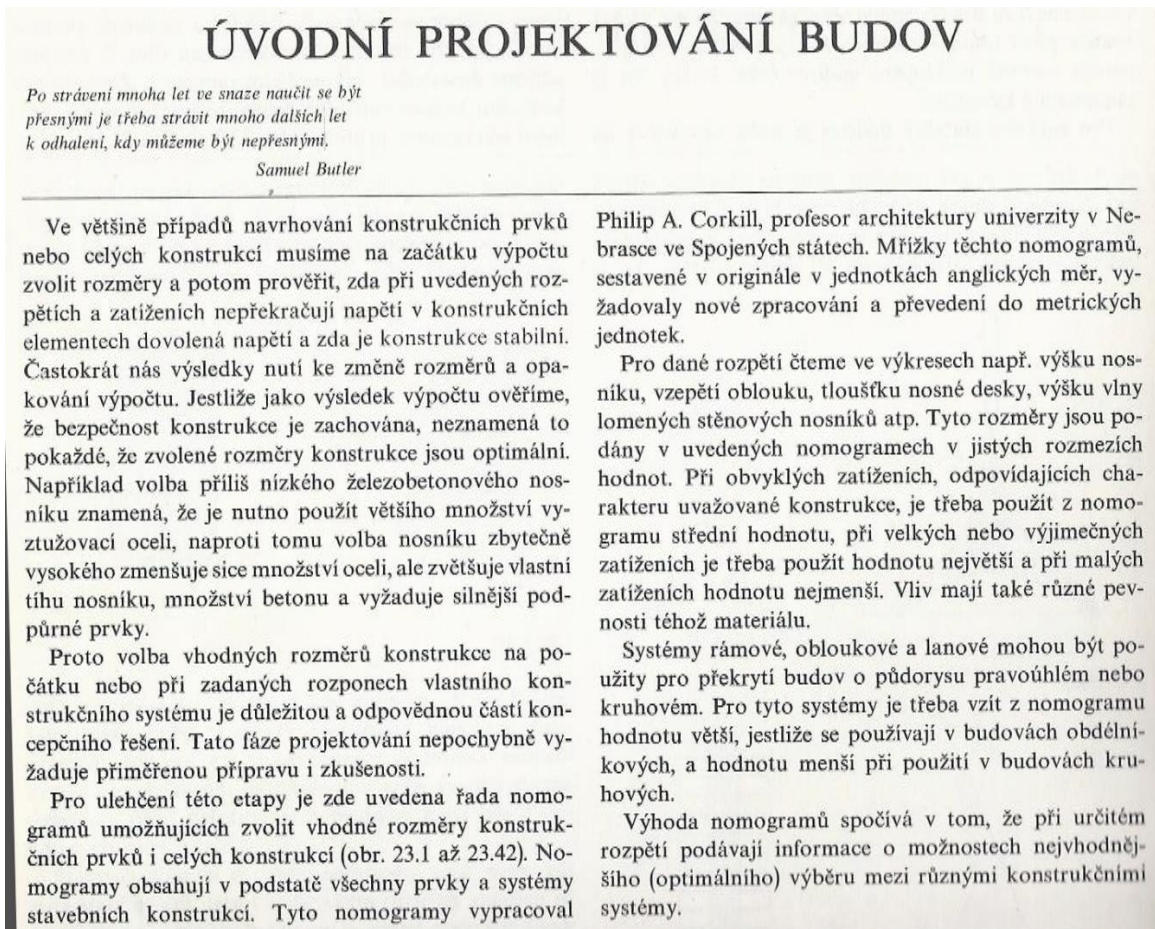 ÚVODNÍ PROJEKTOVÁNÍ BUDOV
Po strávení mnoha let ve snaze naučit se být
přesnými je třeba strávit mnoho dalších let
k odhalení, kdy můžeme být nepřesnými.
Samuel Butler
Ve většině případů navrhování konstrukčních prvků
nebo celých konstrukcí musíme na začátku výpočtu
zvolit rozměry a potom prověřit, zda při uvedených roz-
pětích a zatíženích nepřekračují napětí v konstrukčních
elementech dovolená napětí a zda je konstrukce stabilní.
Častokrát nás výsledky nutí ke změně rozměrů a opa-
kování výpočtu. Jestliže jako výsledek výpočtu ověříme,
že bezpečnost konstrukce je zachována, neznamená to
pokaždé, že zvolené rozměry konstrukce jsou optimální.
Například volba příliš nízkého železobetonového nos-
níku znamená, že je nutno použít většího množství vy-
ztužovací oceli, naproti tomu volba nosníku zbytečně
vysokého zmenšuje sice množství oceli, ale zvětšuje vlastní
tíhu nosníku, množství betonu a vyžaduje silnější pod-
půrné prvky.
Proto volba vhodných rozměrů konstrukce na po-
čátku nebo při zadaných rozponech vlastního kon-
strukčního systému je důležitou a odpovědnou částí kon-
cepčního řešení. Tato fáze projektování nepochybně vy-
žaduje přiměřenou přípravu i zkušenosti.
Pro ulehčení této etapy je zde uvedena řada nomo-
gramů umožňujících zvolit vhodné rozměry konstruk-
čních prvků i celých konstrukcí (obr. 23.1 až 23.42). No-
mogramy obsahují v podstatě všechny prvky a systémy
stavebních konstrukcí. Tyto nomogramy vypracoval
Philip A. Corkill, profesor architektury univerzity v Ne-
brasce ve Spojených státech. Mřížky těchto nomogramů,
sestavené v originále v jednotkách anglických měr, vy-
žadovaly nové zpracování a převedení do metrických
jednotek.
Pro dané rozpětí čteme ve výkresech např. výšku nos-
níku, vzepětí oblouku, tloušťku nosné desky, výšku vlny
lomených stěnových nosníků atp. Tyto rozměry jsou po-
dány v uvedených nomogramech v jistých rozmezích
hodnot. Při obvyklých zatíženích, odpovídajících cha-
rakteru uvažované konstrukce, je třeba použít z nomo-
gramu střední hodnotu, při velkých nebo výjimečných
zatíženích je třeba použít hodnotu největší a při malých
zatíženích hodnotu nejmenší. Vliv mají také různé pev-
nosti téhož materiálu.
Systémy rámové, obloukové a lanové mohou být po-
užity pro překrytí budov o půdorysu pravoúhlém nebo
kruhovém. Pro tyto systémy je třeba vzít z nomogramu
hodnotu větší, jestliže se používají v budovách obdélní-
kových, a hodnotu menší při použití v budovách kru-
hových.
Výhoda nomogramů spočívá v tom, že při určitém
rozpětí podávají informace o možnostech nejvhodněj-
šího (optimálního) výběru mezi různými konstrukčními
systémy.